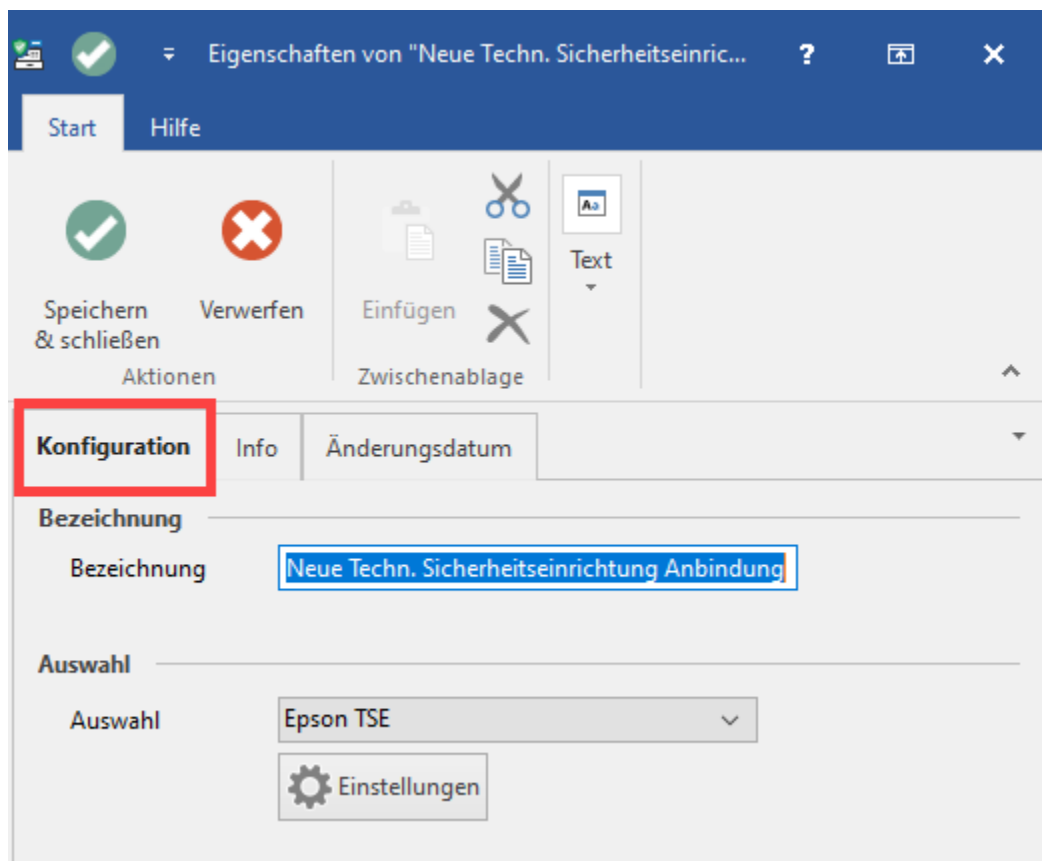 Eigenschaften von "Neue Techn. Sicherheitseinric...
Start Hilfe
Speichern & schließen
Verwerfen
Einfügen
Text
Aktionen Zwischenablage
Konfiguration Info Änderungsdatum
Bezeichnung
Bezeichnung Neue Techn. Sicherheitseinrichtung Anbindung
Auswahl
Auswahl Epson TSE
Einstellungen